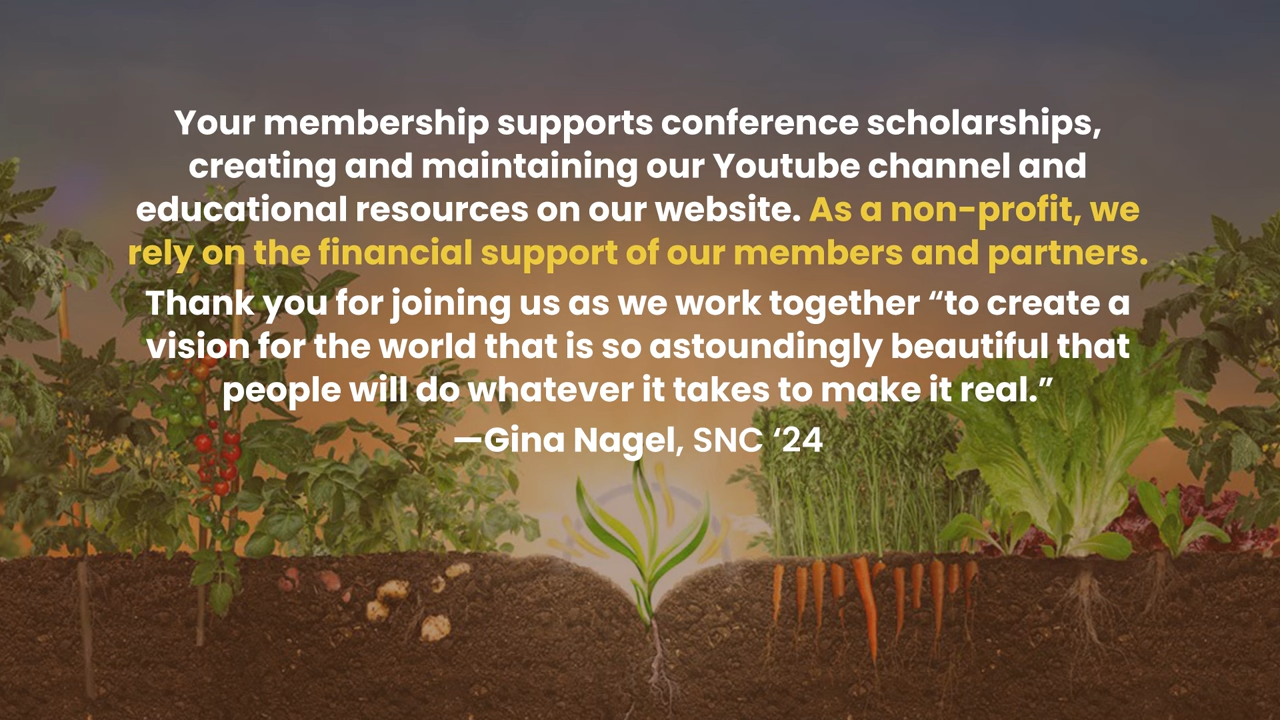 Your membership supports conference scholarships,
creating and maintaining our Youtube channel and
educational resources on our website. As a non-profit, we
rely on the financial support of our members and partners.
Thank you for joining us as we work together “to create a
vision for the world that is so astoundingly beautiful that
people will do whatever it takes to make it real.”
—Gina Nagel, SNC ‘24